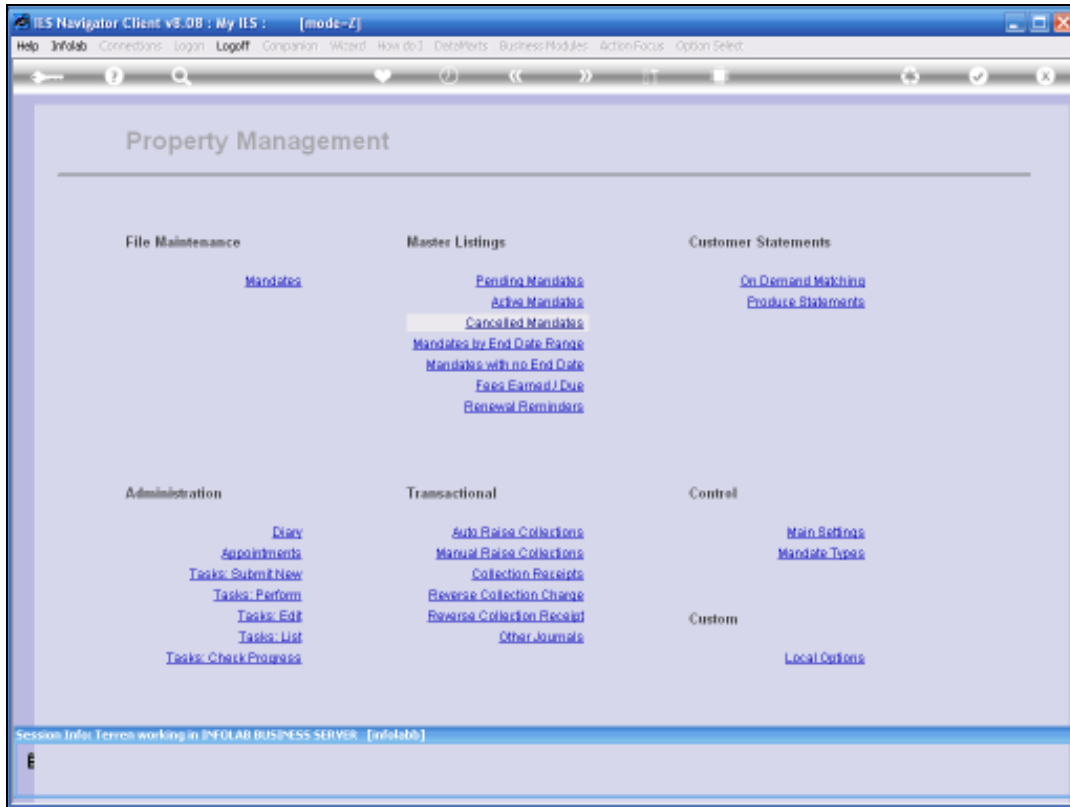 IES Navigator Client v8.08 : My IES : [mode=Z]
Help Infolab Connections Logon Logoff Companion Wizard How do I DataAlerts Business Modules Action Focus Option Select
Property Management
File Maintenance
Mandates
Master Listings
Pending Mandates
Active Mandates
Cancelled Mandates
Mandates by End Date Range
Mandates with no End Date
Fees Earned / Due
Renewal Reminders
Customer Statements
On Demand Matching
Produce Statements
Administration
Diary
Appointments
Tasks: Submit New
Tasks: Perform
Tasks: Edit
Tasks: List
Tasks: Check Progress
Transactional
Auto Raise Collections
Manual Raise Collections
Collection Receipts
Reverse Collection Charge
Reverse Collection Receipt
Other Journals
Control
Main Settings
Mandate Types
Custom
Local Options
Session Info: Terren working in INFOLAB BUSINESS SERVER [infolabb]